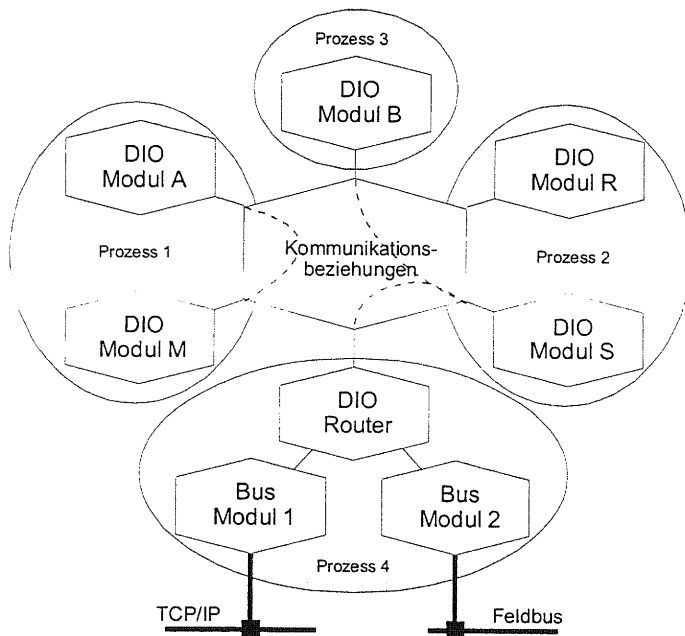 Prozess 3
DIO
Modul B
DIO
Modul A
DIO
Modul R
Prozess 1
Kommunikations-
beziehungen
Prozess 2
DIO
Modul M
DIO
Modul S
DIO
Router
Bus
Modul 1
Bus
Modul 2
Prozess 4
TCP/IP
Feldbus